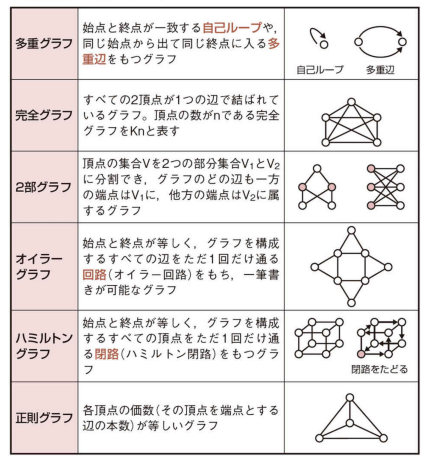 多重グラフ
始点と終点が一致する自己ループや,
同じ始点から出て同じ終点に入る多
重辺をもつグラフ
自己ループ 多重辺
完全グラフ
すべての2頂点が1つの辺で結ばれて
いるグラフ。頂点の数がnである完全
グラフをKnと表す
2部グラフ
頂点の集合Vを2つの部分集合V1とV2
に分割でき,グラフのどの辺も一方
の端点はV1に,他方の端点はV2に属
するグラフ
オイラー
グラフ
始点と終点が等しく,グラフを構成
するすべての辺をただ1回だけ通る
回路(オイラー回路)をもち,一筆書
きが可能なグラフ
ハミルトン
グラフ
始点と終点が等しく,グラフを構成
するすべての頂点をただ1回だけ通
る閉路(ハミルトン閉路)をもつグラ
フ
閉路をたどる
正則グラフ
各頂点の価数(その頂点を端点とする
辺の本数)が等しいグラフ